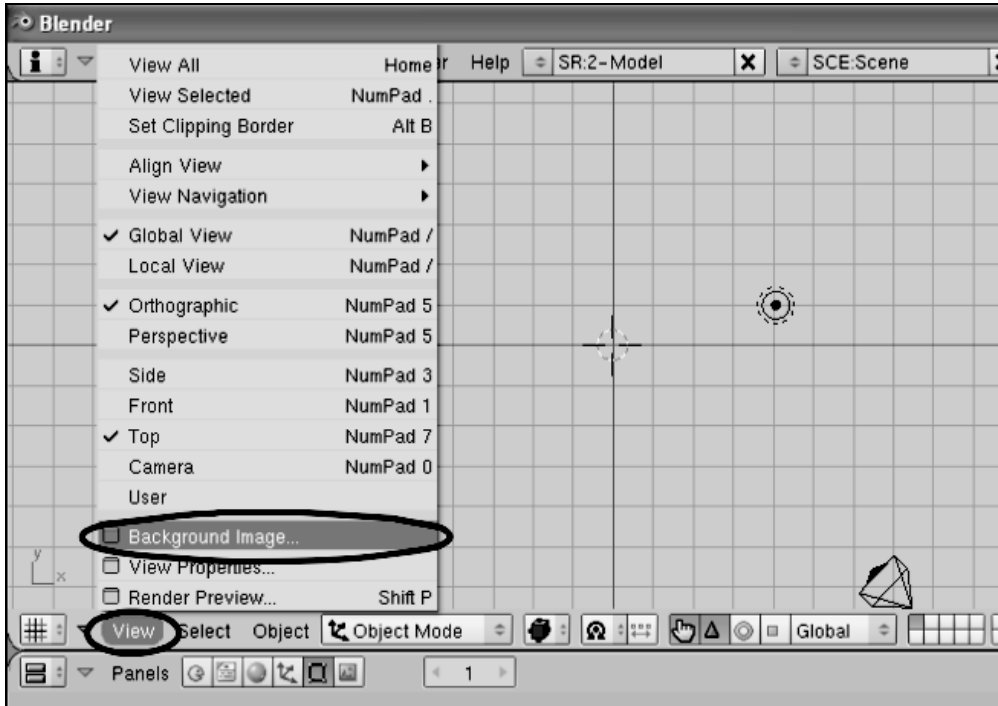 Blender
Help SR:2-Model SCE:Scene
View All Home
View Selected NumPad .
Set Clipping Border Alt B
Align View
View Navigation
Global View NumPad /
Local View NumPad /
Orthographic NumPad 5
Perspective NumPad 5
Side NumPad 3
Front NumPad 1
Top NumPad 7
Camera NumPad 0
User
Background Image...
View Properties...
Render Preview... Shift P
y
x
View Select Object Object Mode Global
Panels 1